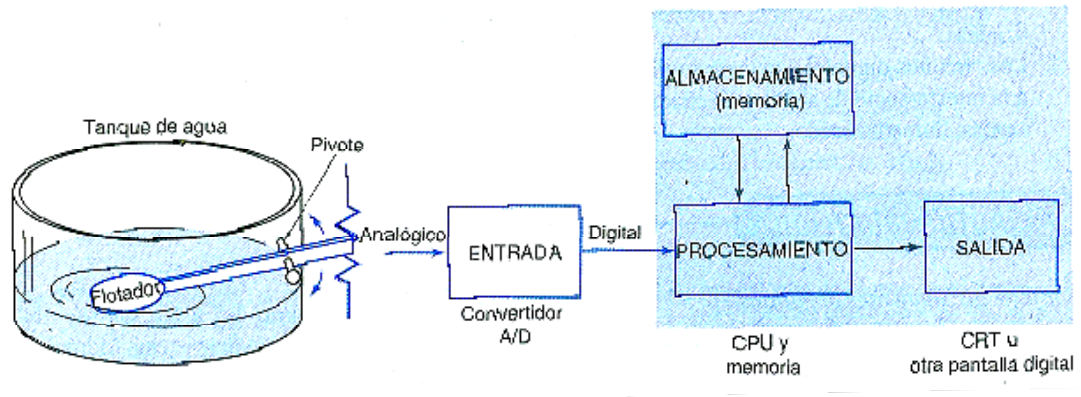 Tanque de agua
Pivote
Flotador
Analógico
ENTRADA
Convertidor
A/D
Digital
ALMACENAMIENTO
(memoria)
PROCESAMIENTO
CPU y
memoria
SALIDA
CRT u
otra pantalla digital